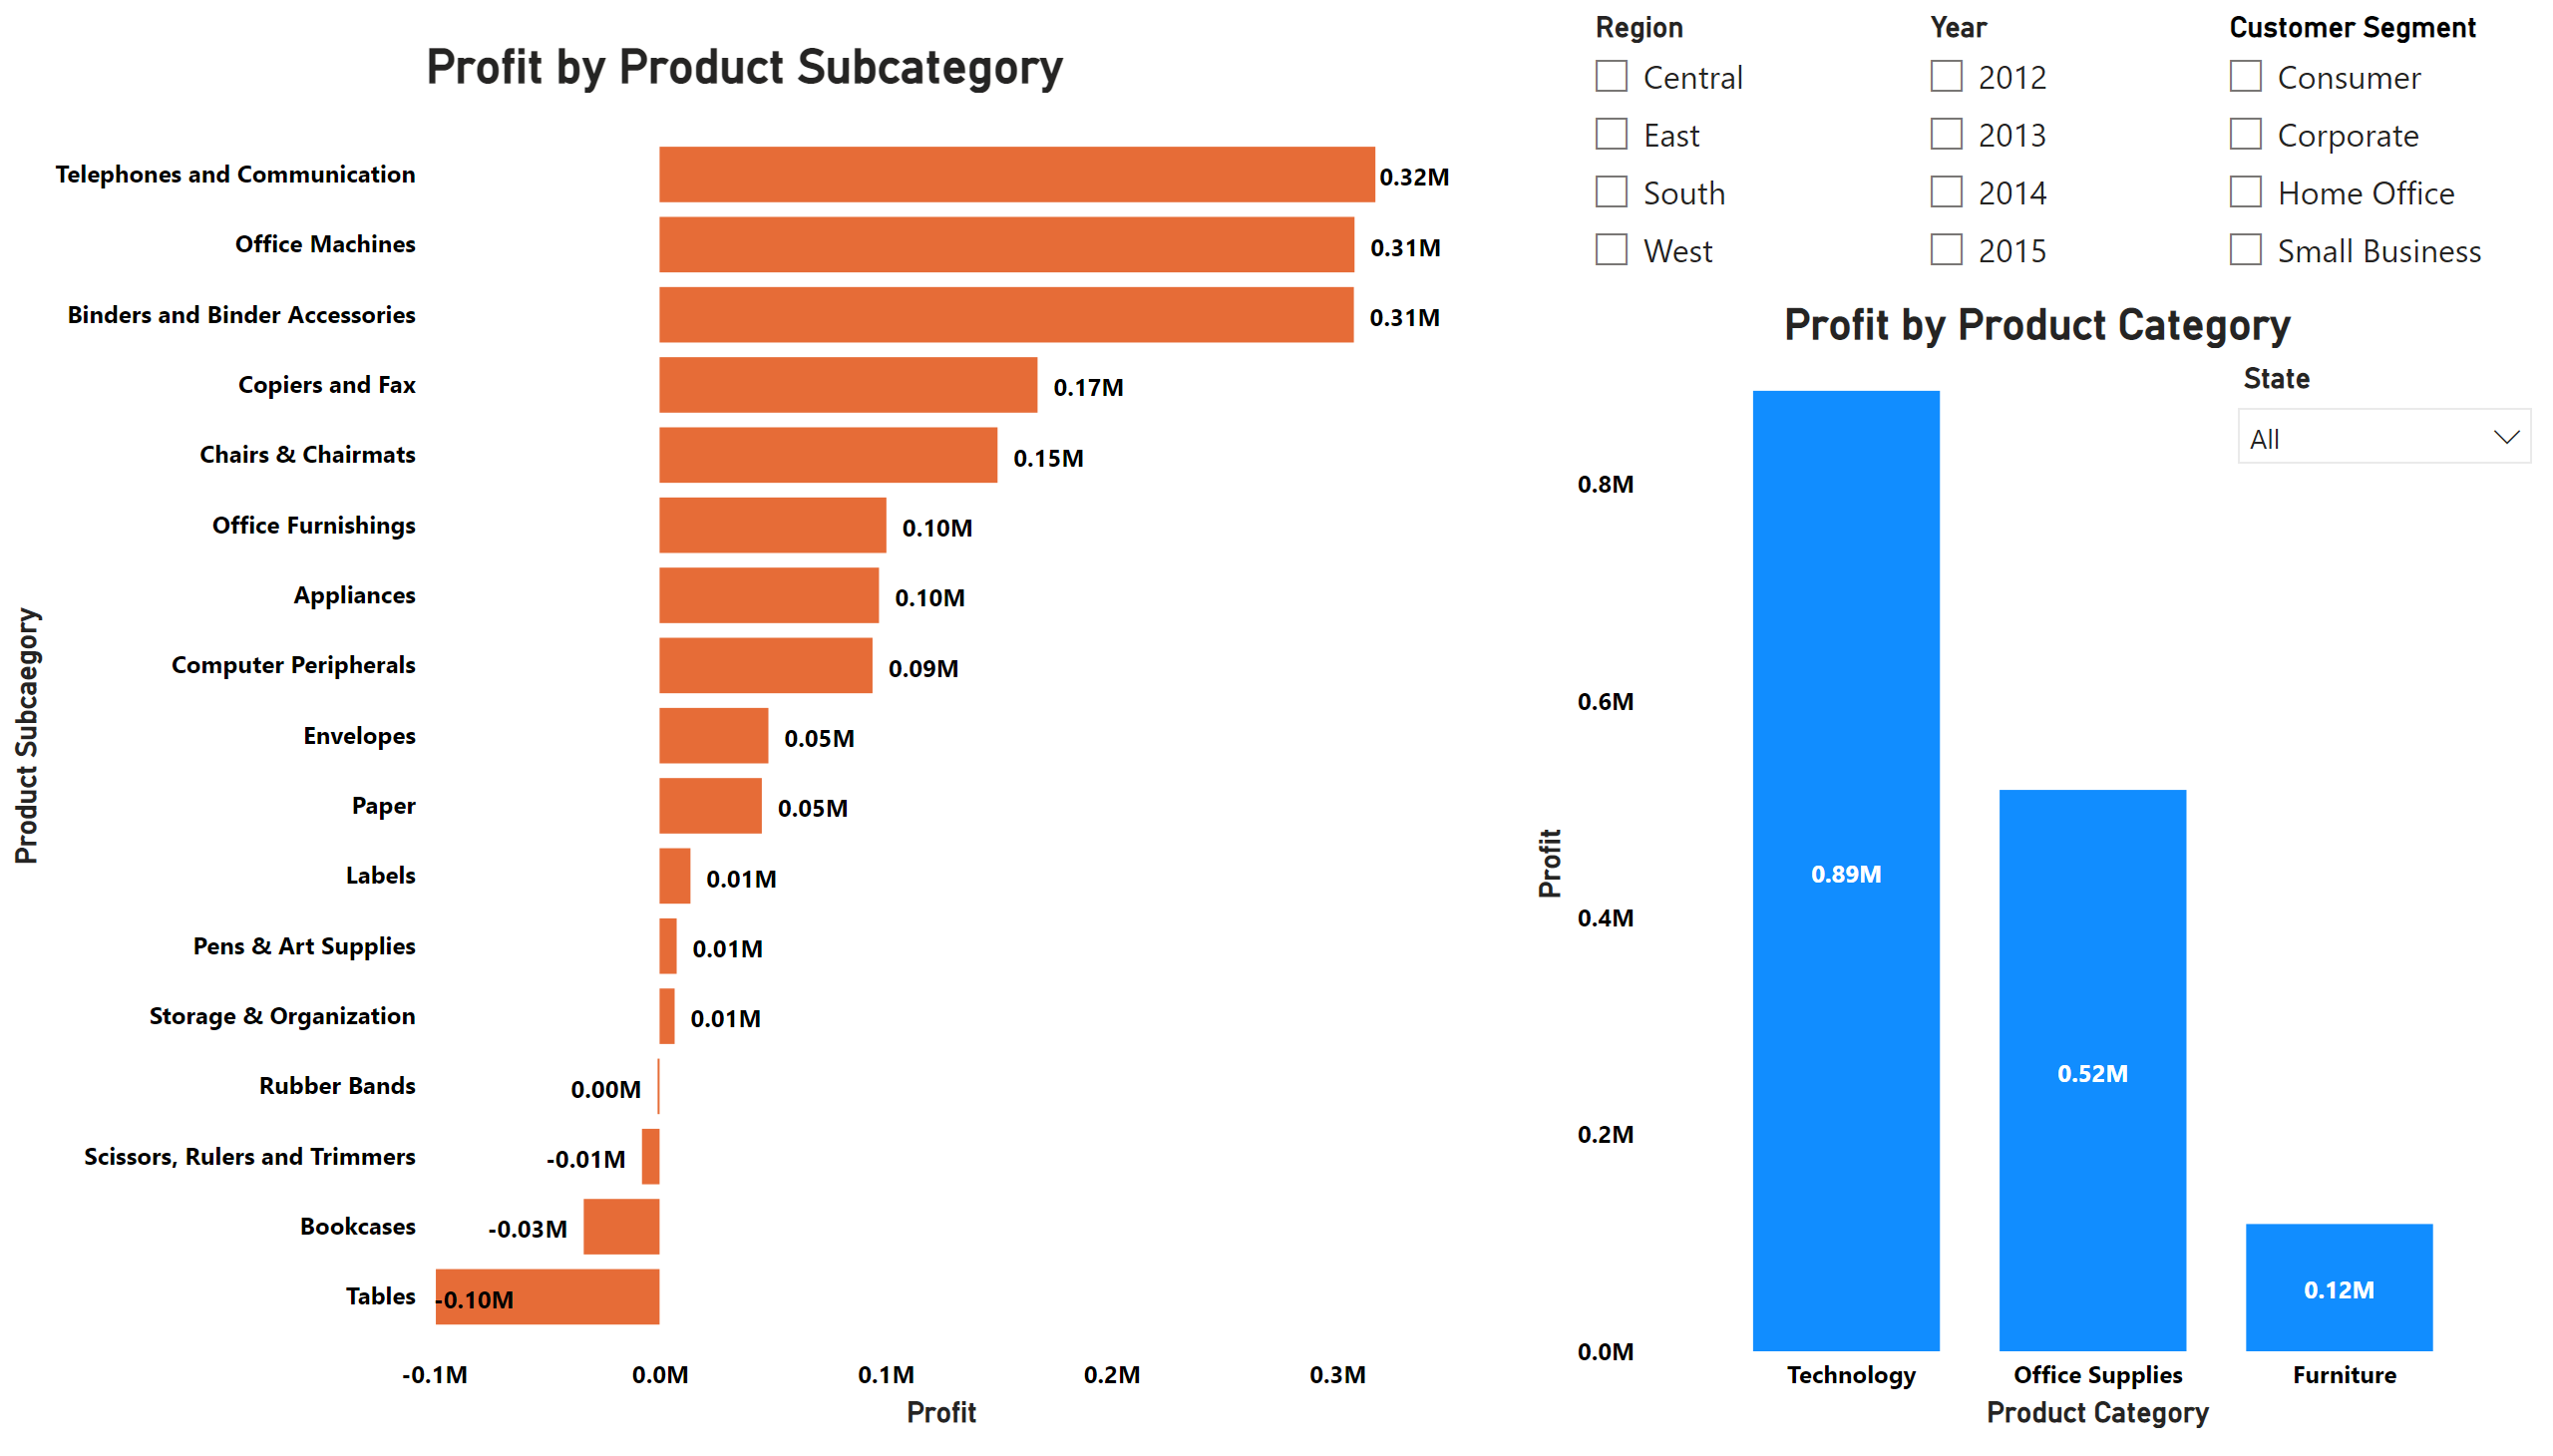 Profit by Product Subcategory
Product Subcaegory
Telephones and Communication 0.32M
Office Machines 0.31M
Binders and Binder Accessories 0.31M
Copiers and Fax 0.17M
Chairs & Chairmats 0.15M
Office Furnishings 0.10M
Appliances 0.10M
Computer Peripherals 0.09M
Envelopes 0.05M
Paper 0.05M
Labels 0.01M
Pens & Art Supplies 0.01M
Storage & Organization 0.01M
Rubber Bands 0.00M
Scissors, Rulers and Trimmers -0.01M
Bookcases -0.03M
Tables -0.10M
-0.1M 0.0M 0.1M 0.2M 0.3M
Profit
Region
Central
East
South
West
Year
2012
2013
2014
2015
Customer Segment
Consumer
Corporate
Home Office
Small Business
Profit by Product Category
State
All
Profit
0.8M
0.6M
0.4M
0.2M
0.0M
0.89M
0.52M
0.12M
Technology Office Supplies Furniture
Product Category